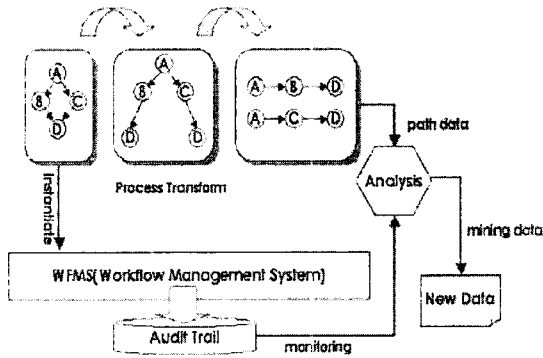 A
B C
D
A
B C
D D
A B D
A C D
path data
Process Transform
Instantiate
Analysis
mining data
WFMS(Workflow Management System)
New Data
Audit Trail
monitoring